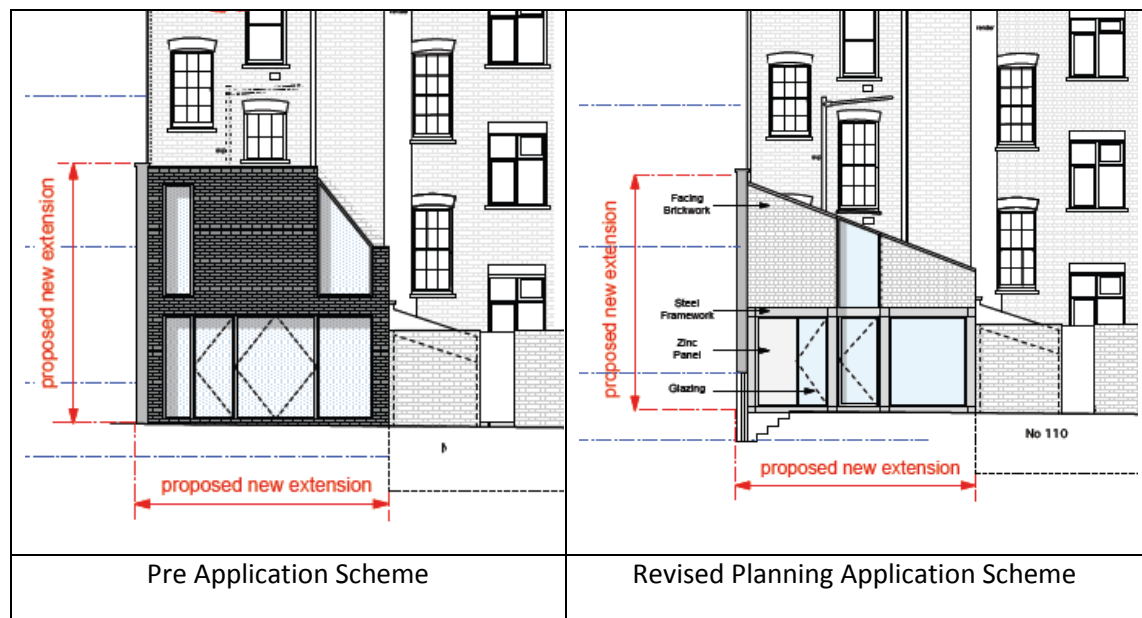 render
proposed new extension
proposed new extension
Pre Application Scheme
render
Facing
Brickwork
Steel
Framework
Zinc
Panel
Glazing
No 110
proposed new extension
proposed new extension
Revised Planning Application Scheme